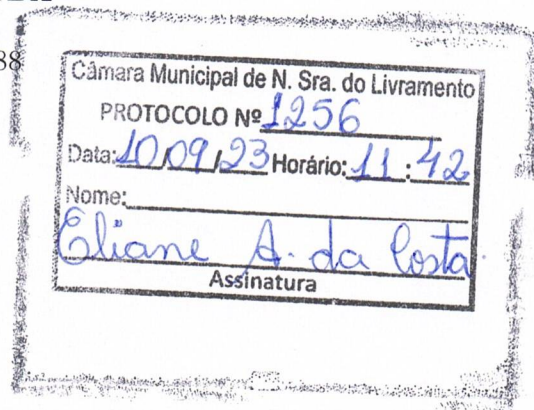 88
Câmara Municipal de N. Sra. do Livramento
PROTOCOLO Nº 1256
Data: 10/09/23 Horário: 11:42
Nome:
Eliane A. da Costa
Assinatura